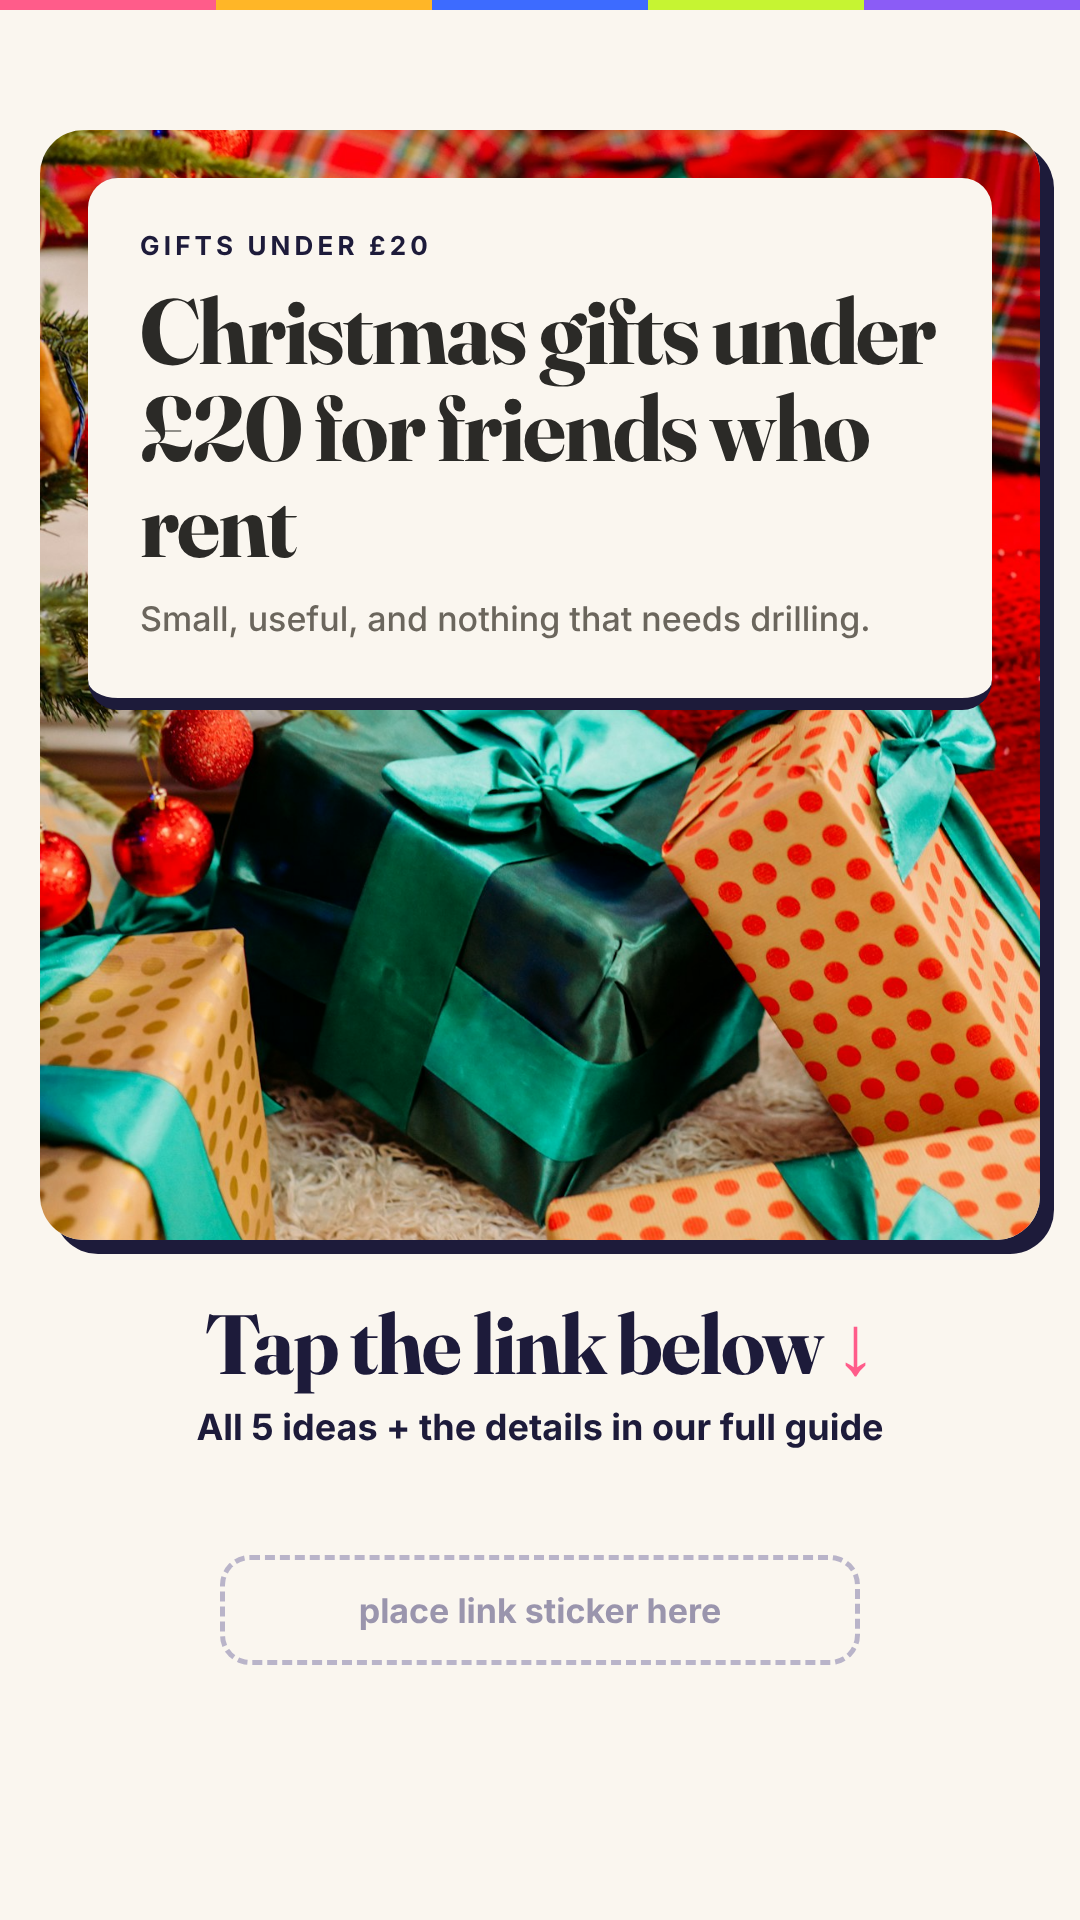 GIFTS UNDER £20
Christmas gifts under
£20 for friends who
rent
Small, useful, and nothing that needs drilling.
Tap the link below ↓
All 5 ideas + the details in our full guide
place link sticker here